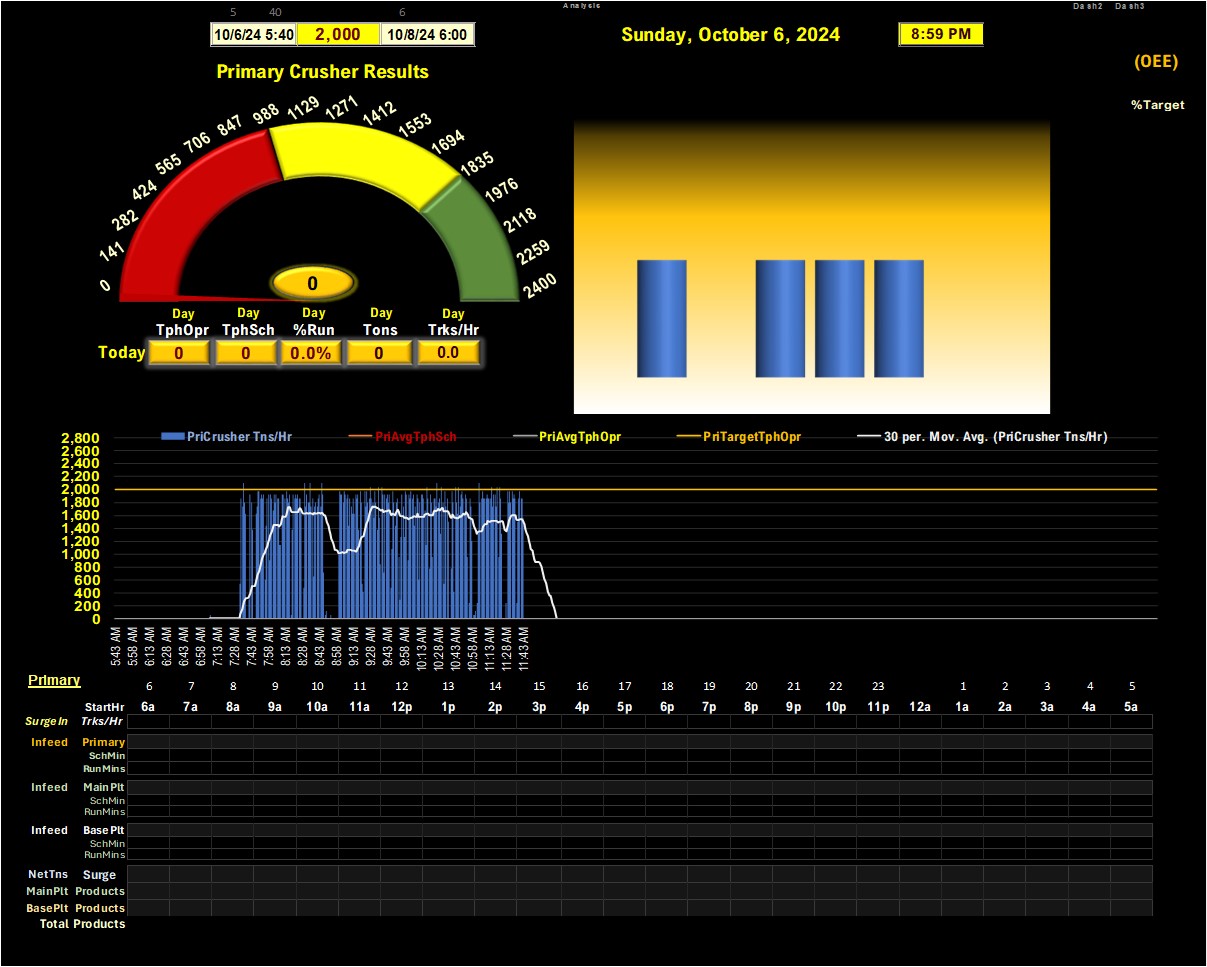 Analysis Dash2 Dash3
5 40 6
10/6/24 5:40 2,000 10/8/24 6:00
Sunday, October 6, 2024 8:59 PM
(OEE)
Primary Crusher Results
%Target
0 141 282 424 565 706 847 988 1129 1271 1412 1553 1694 1835 1976 2118 2259 2400
0
Day Day Day Day Day
TphOpr TphSch %Run Tons Trks/Hr
Today 0 0 0.0% 0 0.0
PriCrusher Tns/Hr PriAvgTphSch PriAvgTphOpr PriTargetTphOpr 30 per. Mov. Avg. (PriCrusher Tns/Hr)
2,800
2,600
2,400
2,200
2,000
1,800
1,600
1,400
1,200
1,000
800
600
400
200
0
5:43 AM 5:58 AM 6:13 AM 6:28 AM 6:43 AM 6:58 AM 7:13 AM 7:28 AM 7:43 AM 7:58 AM 8:13 AM 8:28 AM 8:43 AM 8:58 AM 9:13 AM 9:28 AM 9:43 AM 9:58 AM 10:13 AM 10:28 AM 10:43 AM 10:58 AM 11:13 AM 11:28 AM 11:43 AM
Primary
6 7 8 9 10 11 12 13 14 15 16 17 18 19 20 21 22 23 1 2 3 4 5
StartHr 6a 7a 8a 9a 10a 11a 12p 1p 2p 3p 4p 5p 6p 7p 8p 9p 10p 11p 12a 1a 2a 3a 4a 5a
SurgeIn Trks/Hr
Infeed Primary
SchMin
RunMins
Infeed MainPlt
SchMin
RunMins
Infeed BasePlt
SchMin
RunMins
NetTns Surge
MainPlt Products
BasePlt Products
Total Products